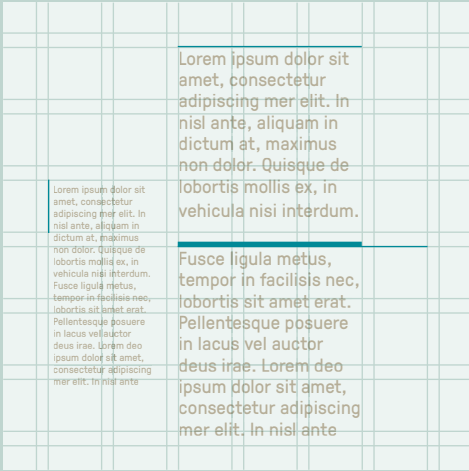 Lorem ipsum dolor sit
amet, consectetur
adipiscing mer elit. In
nisl ante, aliquam in
dictum at, maximus
non dolor. Quisque de
lobortis mollis ex, in
vehicula nisi interdum.
Lorem ipsum dolor sit
amet, consectetur
adipiscing mer elit. In
nisl ante, aliquam in
dictum at, maximus
non dolor. Quisque de
lobortis mollis ex, in
vehicula nisi interdum.
Fusce ligula metus,
tempor in facilisis nec,
lobortis sit amet erat.
Pellentesque posuere
in lacus vel auctor
deus irae. Lorem deo
ipsum dolor sit amet,
consectetur adipiscing
mer elit. In nisl ante
Fusce ligula metus,
tempor in facilisis nec,
lobortis sit amet erat.
Pellentesque posuere
in lacus vel auctor
deus irae. Lorem deo
ipsum dolor sit amet,
consectetur adipiscing
mer elit. In nisl ante